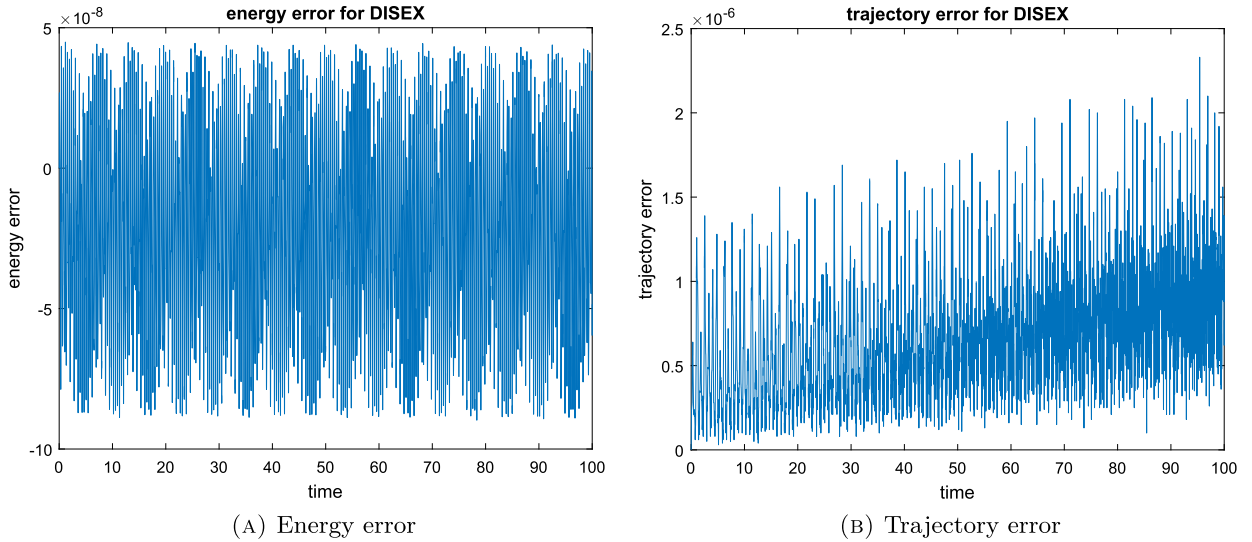 energy error for DISEX
×10⁻⁸
5
0
-5
-10
energy error
0 10 20 30 40 50 60 70 80 90 100
time
(A) Energy error
trajectory error for DISEX
×10⁻⁶
2.5
2
1.5
1
0.5
0
trajectory error
0 10 20 30 40 50 60 70 80 90 100
time
(B) Trajectory error